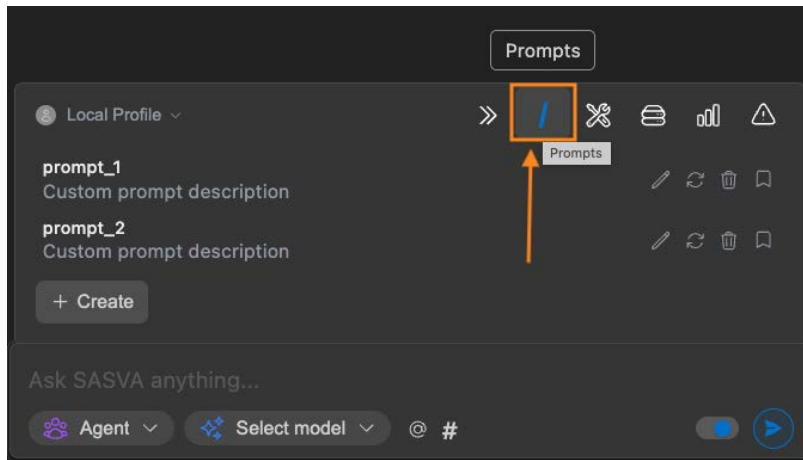 Prompts
Local Profile
/
Prompts
prompt_1
Custom prompt description
prompt_2
Custom prompt description
+ Create
Ask SASVA anything...
Agent
Select model
@ #